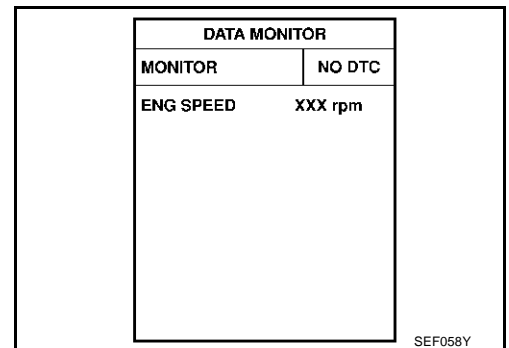 DATA MONITOR
MONITOR NO DTC
ENG SPEED XXX rpm
SEF058Y